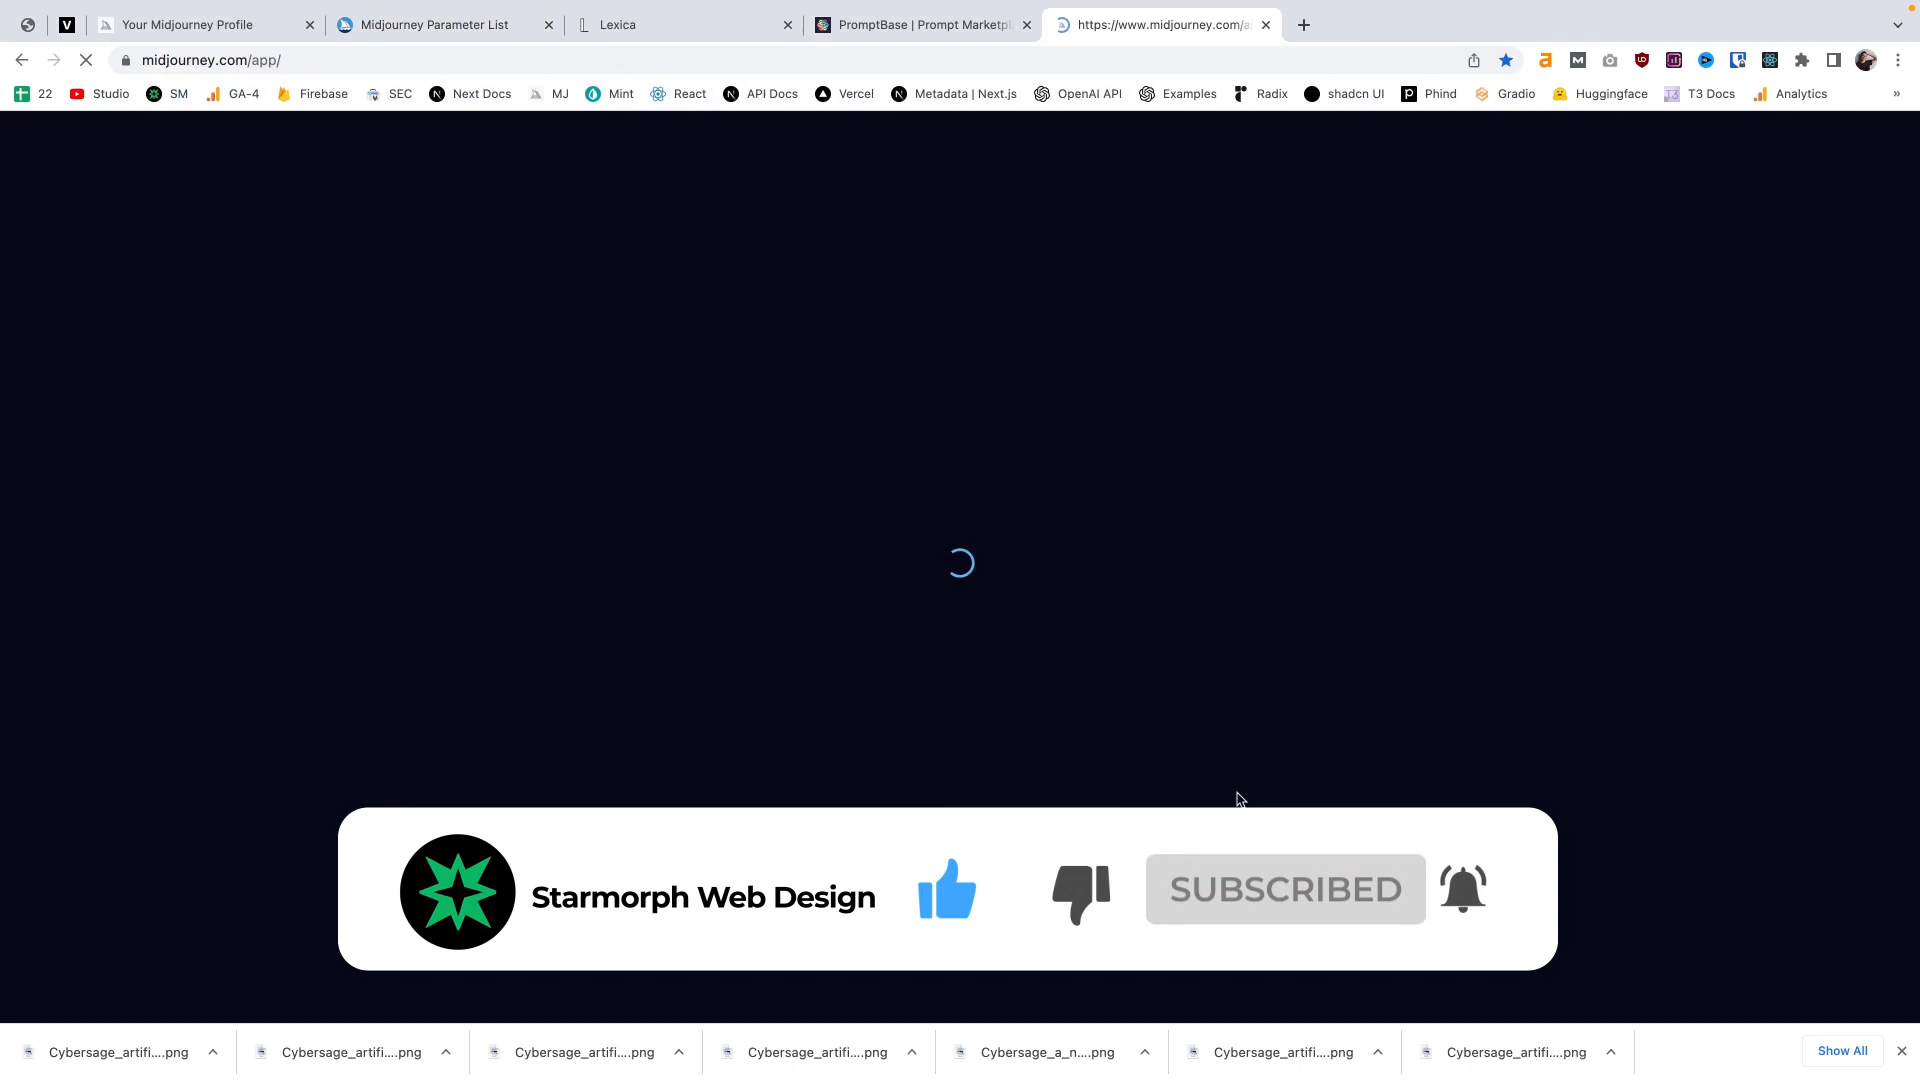 V
Your Midjourney Profile
Midjourney Parameter List
Lexica
PromptBase | Prompt Marketpl
https://www.midjourney.com/a
midjourney.com/app/
22
Studio
SM
GA-4
Firebase
SEC
Next Docs
MJ
Mint
React
API Docs
Vercel
Metadata | Next.js
OpenAI API
Examples
Radix
shadcn UI
Phind
Gradio
Huggingface
T3 Docs
Analytics
»
Starmorph Web Design
SUBSCRIBED
Cybersage_artifi....png
Cybersage_artifi....png
Cybersage_artifi....png
Cybersage_artifi....png
Cybersage_a_n....png
Cybersage_artifi....png
Cybersage_artifi....png
Show All